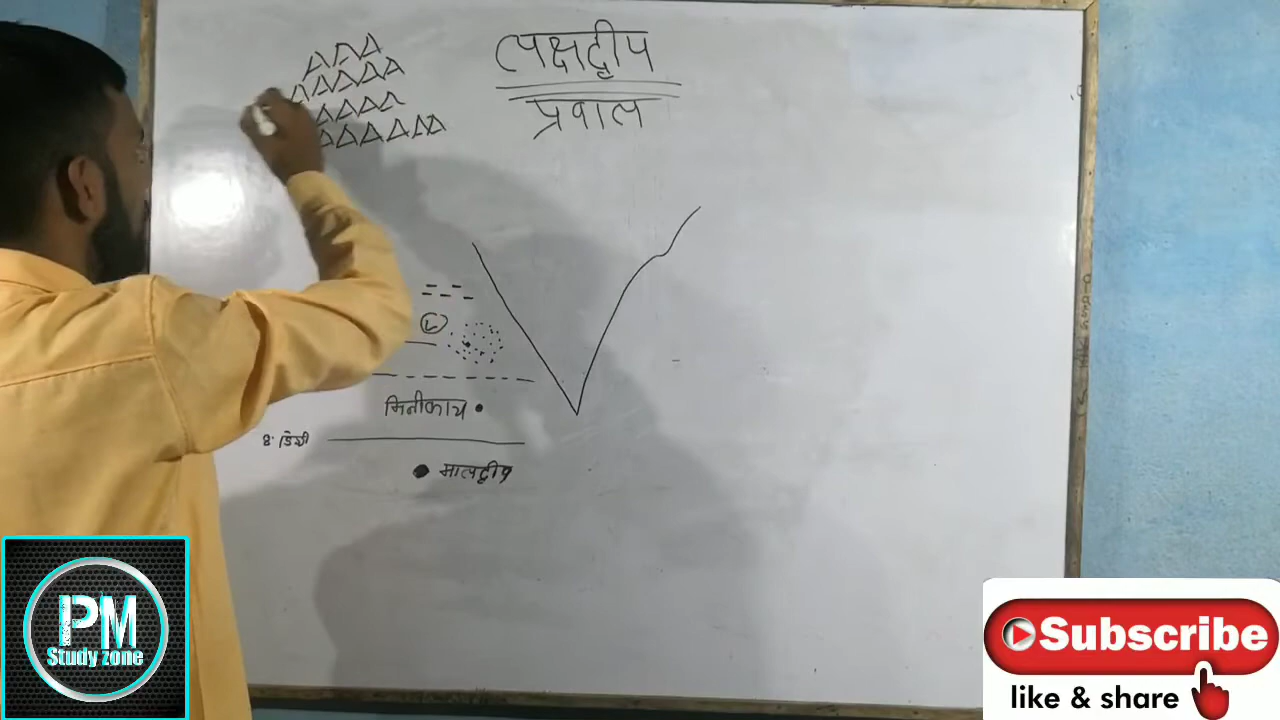 लक्षद्वीप
प्रवाल
मिनीकाय
8° डिग्री
मालद्वीप
PM
Study zone
Subscribe
like & share